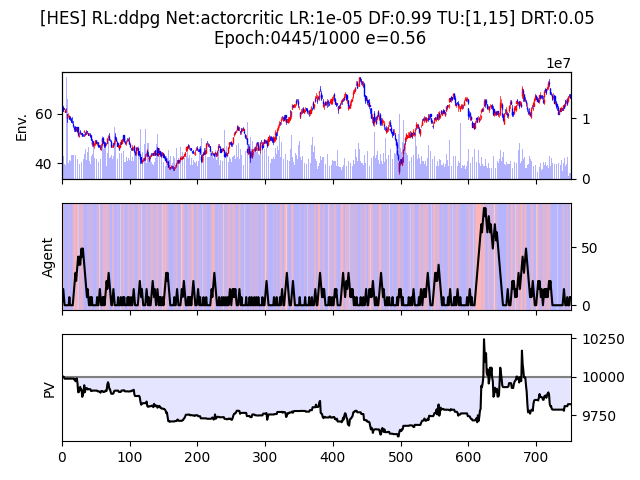 [HES] RL:ddpg Net:actorcritic LR:1e-05 DF:0.99 TU:[1,15] DRT:0.05
Epoch:0445/1000 e=0.56
1e7
Env.
60
40
1
0
Agent
50
0
PV
10250
10000
9750
0 100 200 300 400 500 600 700